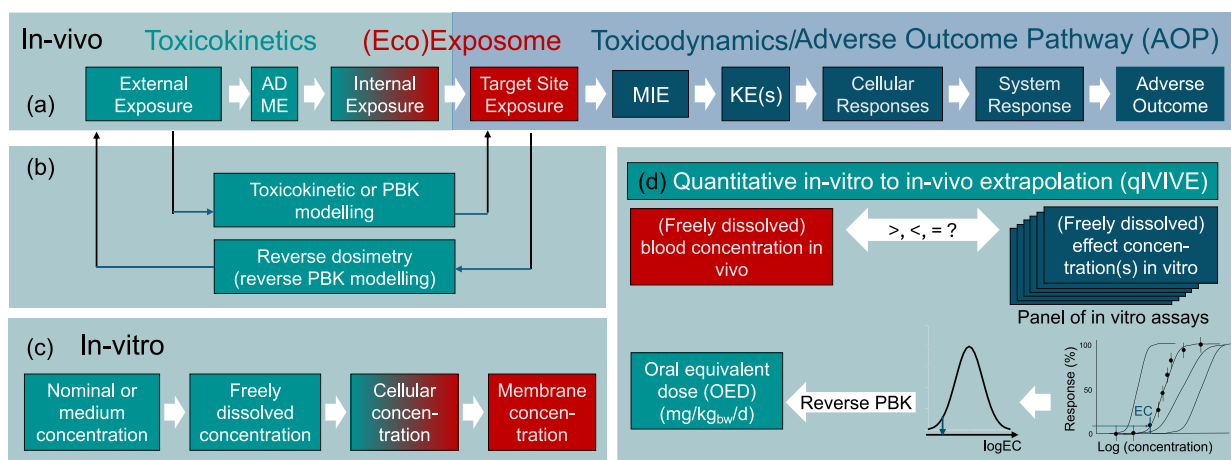 In-vivo
Toxicokinetics
(Eco)Exposome
Toxicodynamics/Adverse Outcome Pathway (AOP)
(a)
External
Exposure
AD
ME
Internal
Exposure
Target Site
Exposure
MIE
KE(s)
Cellular
Responses
System
Response
Adverse
Outcome
(b)
Toxicokinetic or PBK
modelling
Reverse dosimetry
(reverse PBK modelling)
(c) In-vitro
Nominal or
medium
concentration
Freely
dissolved
concentration
Cellular
concen-
tration
Membrane
concen-
tration
(d) Quantitative in-vitro to in-vivo extrapolation (qIVIVE)
(Freely dissolved)
blood concentration in
vivo
>, <, = ?
(Freely dissolved)
effect concen-
tration(s) in vitro
Panel of in vitro assays
Oral equivalent
dose (OED)
(mg/kgbw/d)
Reverse PBK
logEC
Response (%)
100
50
0
EC
Log (concentration)